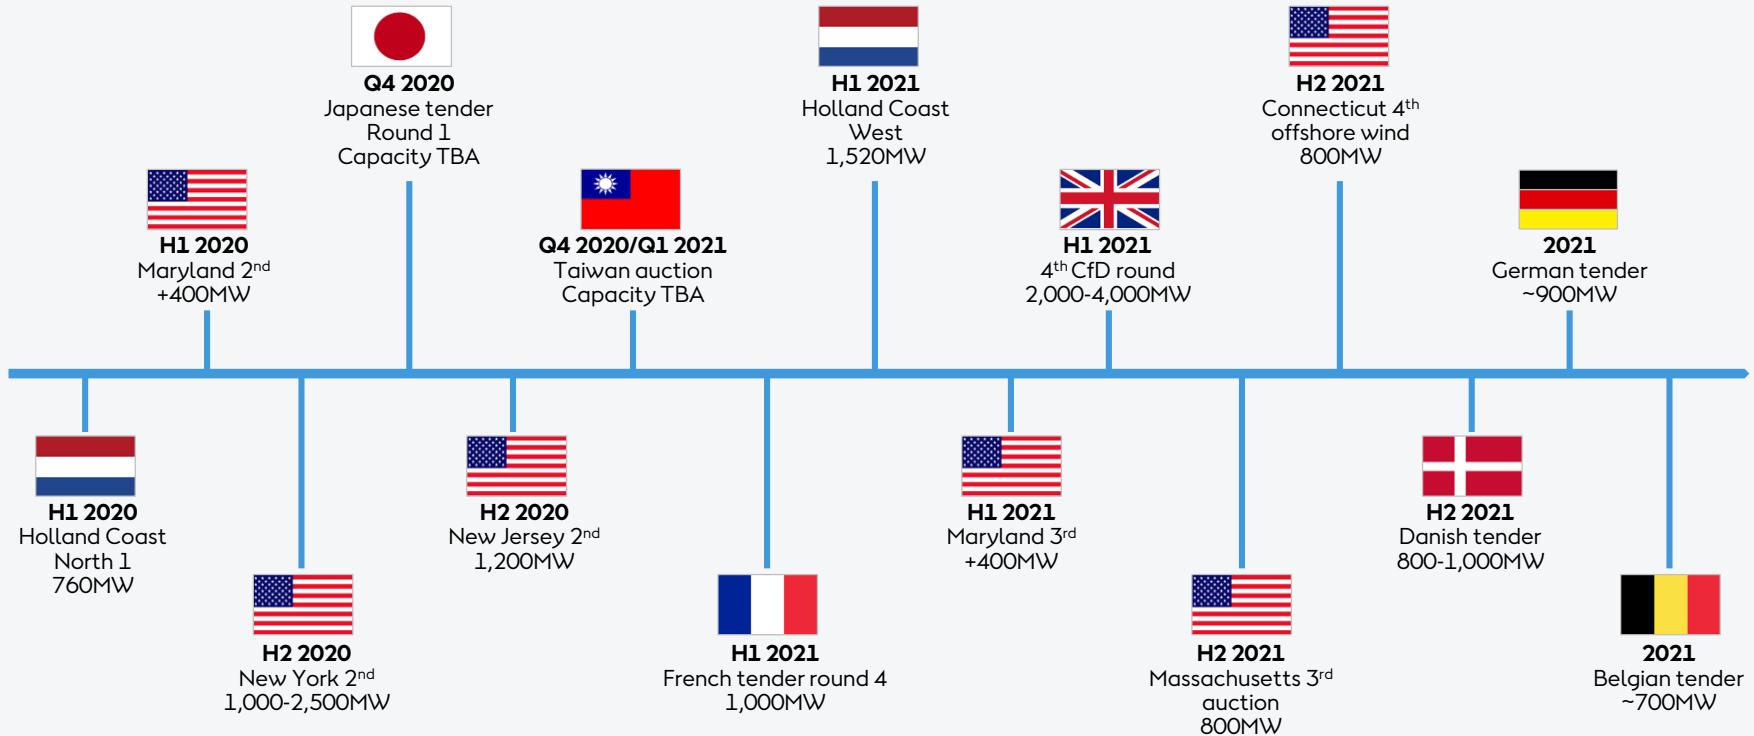 Q4 2020
Japanese tender
Round 1
Capacity TBA
H1 2021
Holland Coast
West
1,520MW
H2 2021
Connecticut 4th
offshore wind
800MW
H1 2020
Maryland 2nd
+400MW
Q4 2020/Q1 2021
Taiwan auction
Capacity TBA
H1 2021
4th CfD round
2,000-4,000MW
2021
German tender
~900MW
H1 2020
Holland Coast
North 1
760MW
H2 2020
New Jersey 2nd
1,200MW
H1 2021
Maryland 3rd
+400MW
H2 2021
Danish tender
800-1,000MW
H2 2020
New York 2nd
1,000-2,500MW
H1 2021
French tender round 4
1,000MW
H2 2021
Massachusetts 3rd
auction
800MW
2021
Belgian tender
~700MW